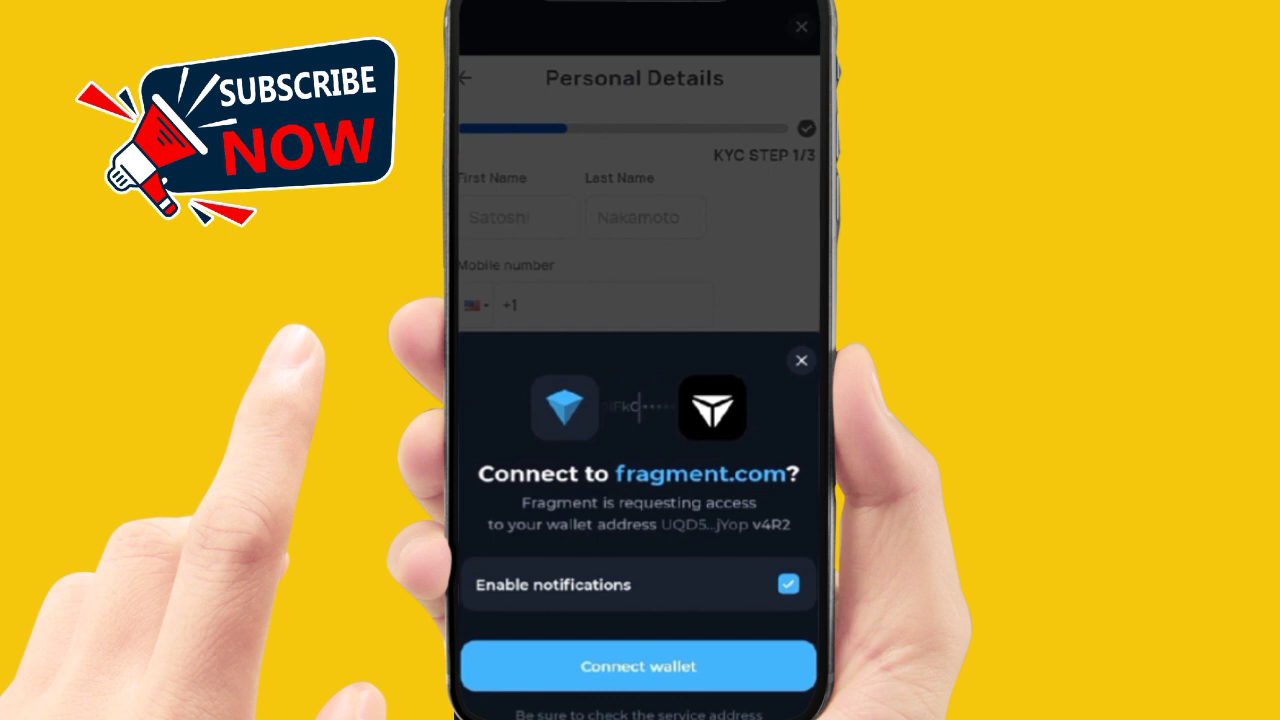 SUBSCRIBE
NOW
Personal Details
KYC STEP 1/3
First Name
Last Name
Satoshi
Nakamoto
Mobile number
+1
Connect to fragment.com?
Fragment is requesting access
to your wallet address UQD5...jYop v4R2
Enable notifications
Connect wallet
Be sure to check the service address